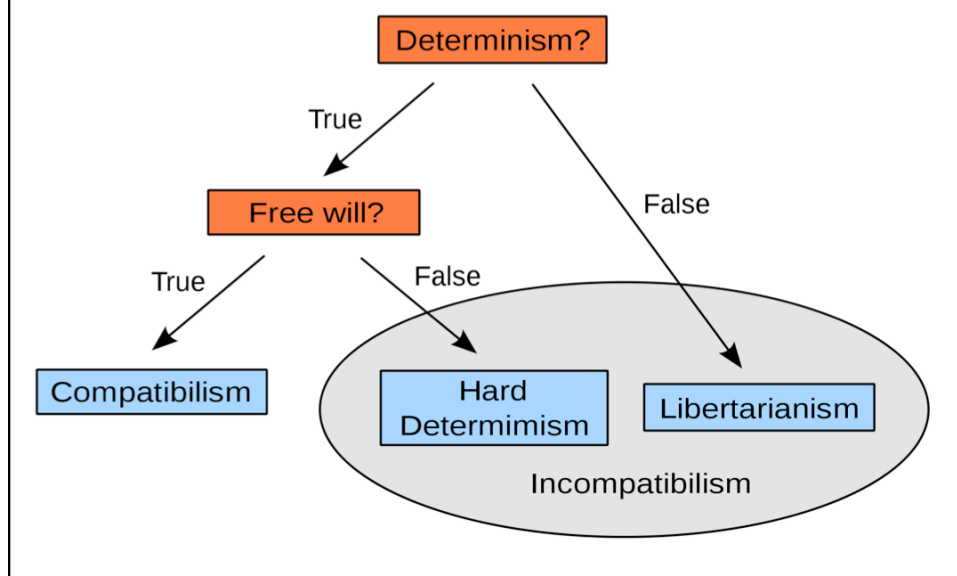 Determinism?
True
False
Free will?
True
False
Compatibilism
Hard
Determimism
Libertarianism
Incompatibilism